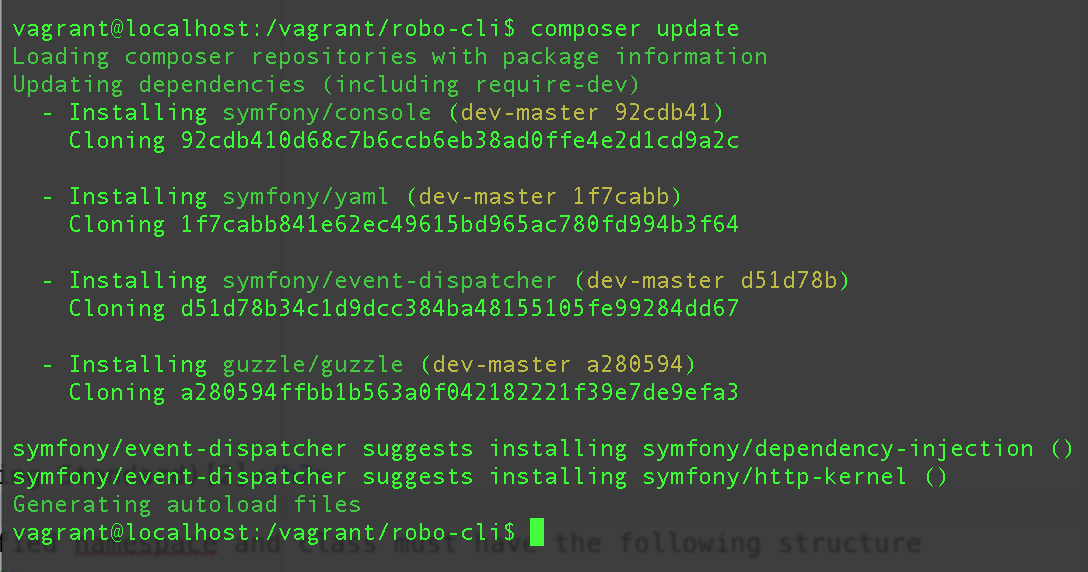 vagrant@localhost:/vagrant/robo-cli$ composer update
Loading composer repositories with package information
Updating dependencies (including require-dev)
  - Installing symfony/console (dev-master 92cdb41)
    Cloning 92cdb410d68c7b6ccb6eb38ad0ffe4e2d1cd9a2c

  - Installing symfony/yaml (dev-master 1f7cabb)
    Cloning 1f7cabb841e62ec49615bd965ac780fd994b3f64

  - Installing symfony/event-dispatcher (dev-master d51d78b)
    Cloning d51d78b34c1d9dcc384ba48155105fe99284dd67

  - Installing guzzle/guzzle (dev-master a280594)
    Cloning a280594ffbb1b563a0f042182221f39e7de9efa3

symfony/event-dispatcher suggests installing symfony/dependency-injection ()
symfony/event-dispatcher suggests installing symfony/http-kernel ()
Generating autoload files
vagrant@localhost:/vagrant/robo-cli$
namespace and class must have the following structure